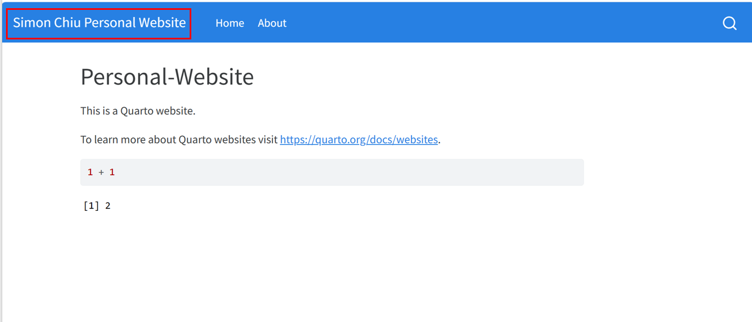 Simon Chiu Personal Website Home About
Personal-Website
This is a Quarto website.
To learn more about Quarto websites visit https://quarto.org/docs/websites.
1 + 1
[1] 2